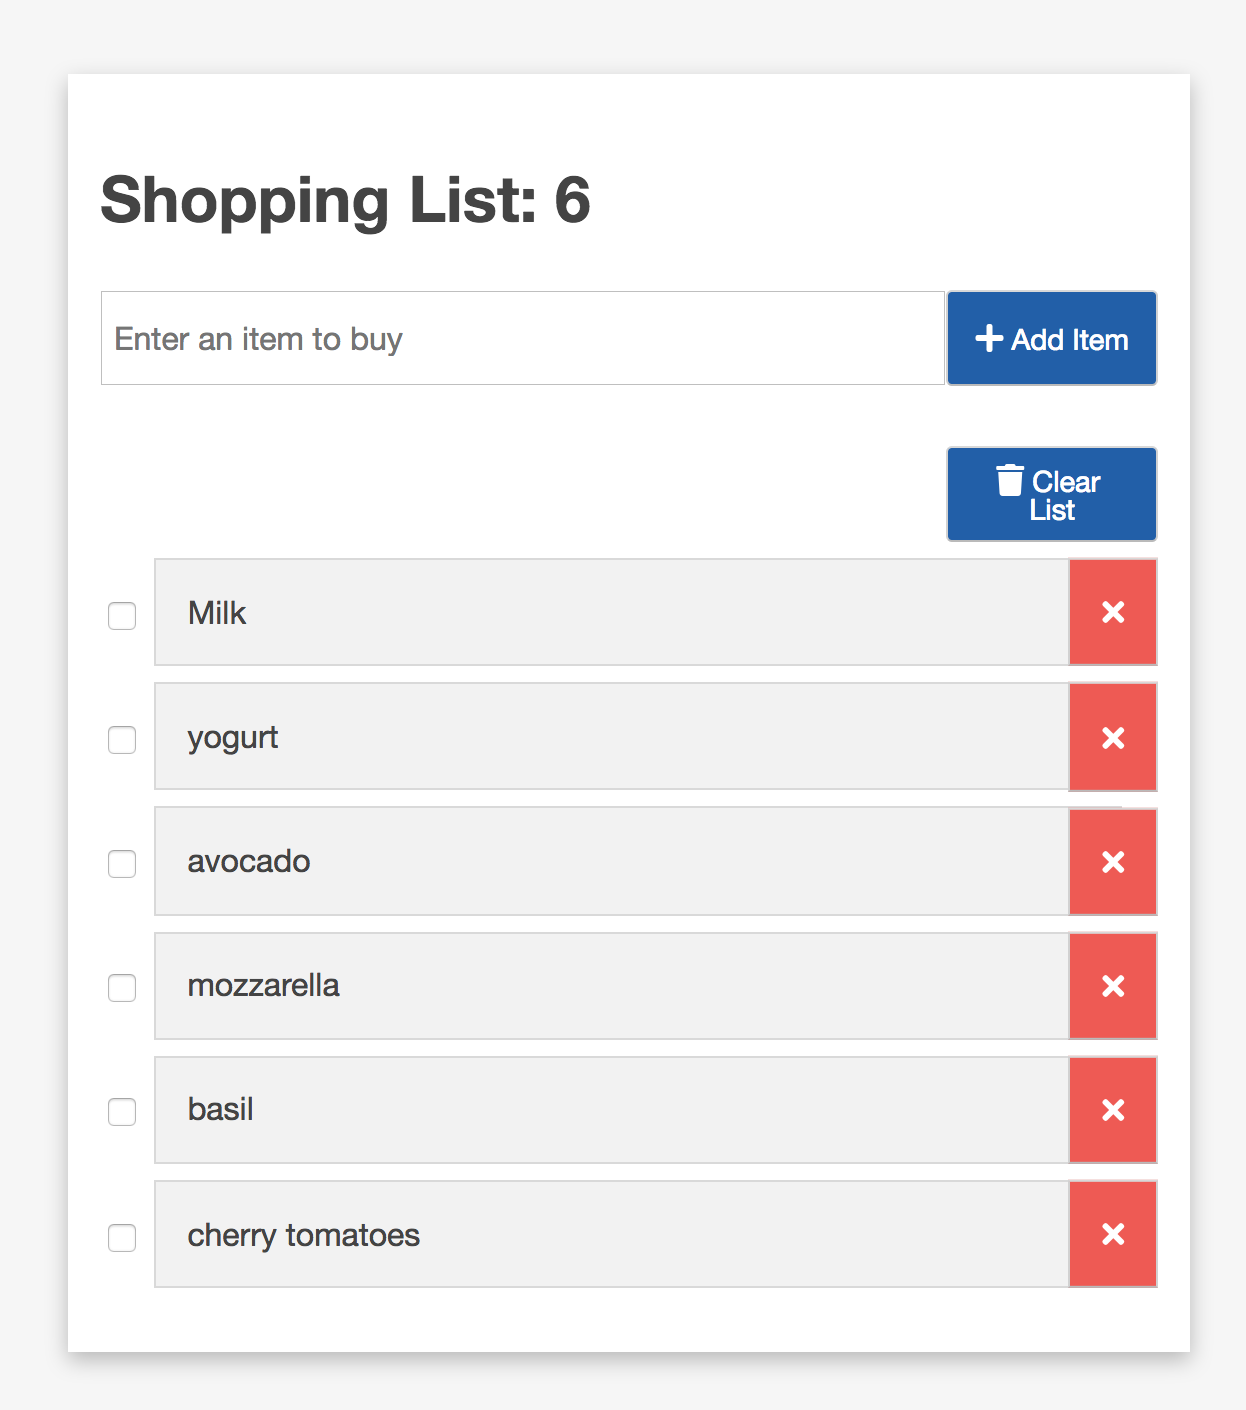 Shopping List: 6
Enter an item to buy
Add Item
Clear
List
Milk
yogurt
avocado
mozzarella
basil
cherry tomatoes